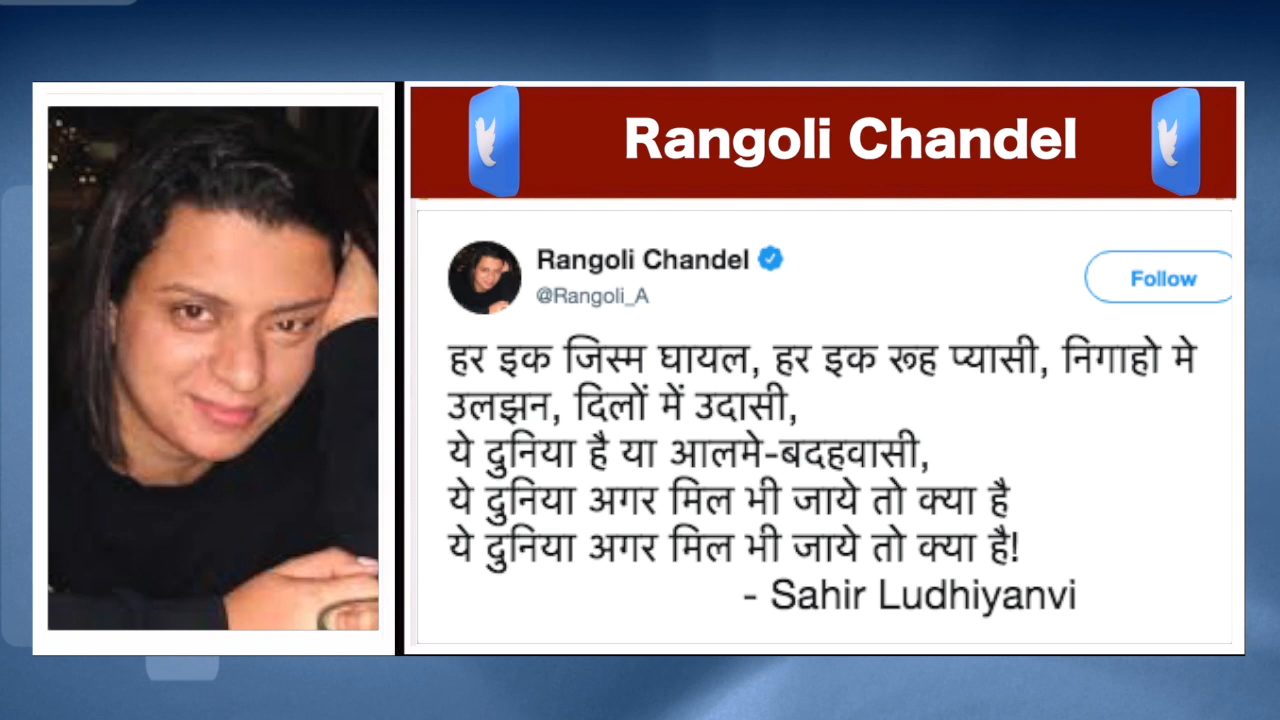 Rangoli Chandel
Rangoli Chandel
@Rangoli_A
Follow
हर इक जिस्म घायल, हर इक रूह प्यासी, निगाहो मे
उलझन, दिलों में उदासी,
ये दुनिया है या आलमे-बदहवासी,
ये दुनिया अगर मिल भी जाये तो क्या है
ये दुनिया अगर मिल भी जाये तो क्या है!
- Sahir Ludhiyanvi